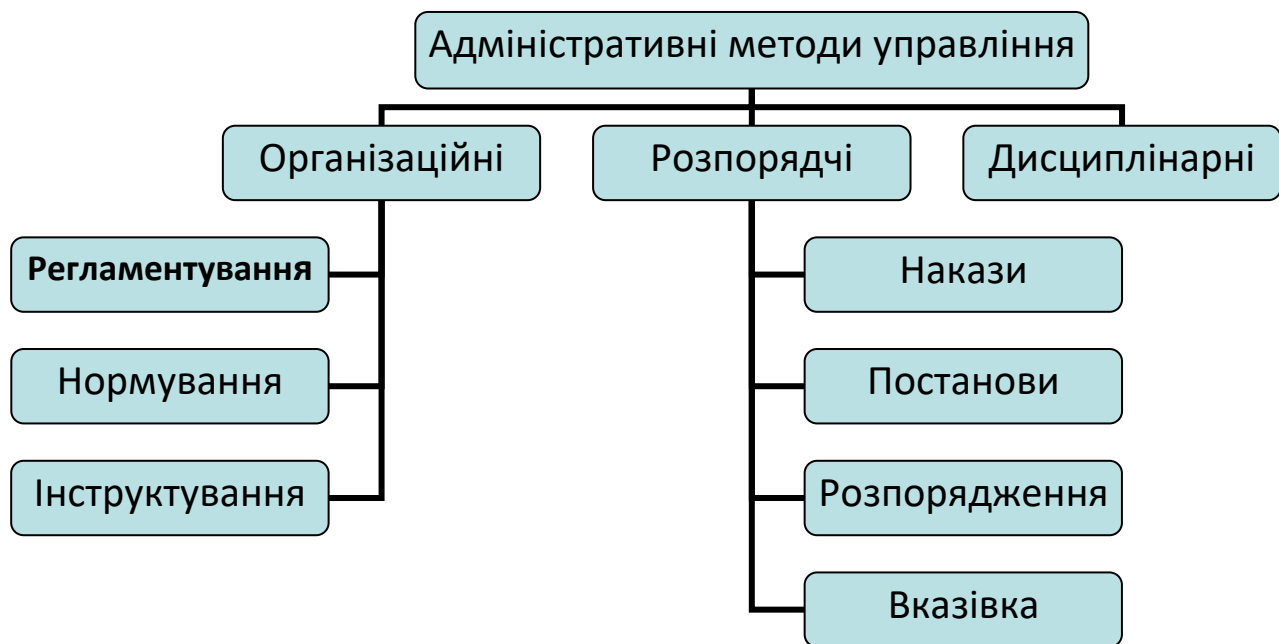 Адміністративні методи управління
Організаційні
Розпорядчі
Дисциплінарні
Регламентування
Накази
Нормування
Постанови
Інструктування
Розпорядження
Вказівка